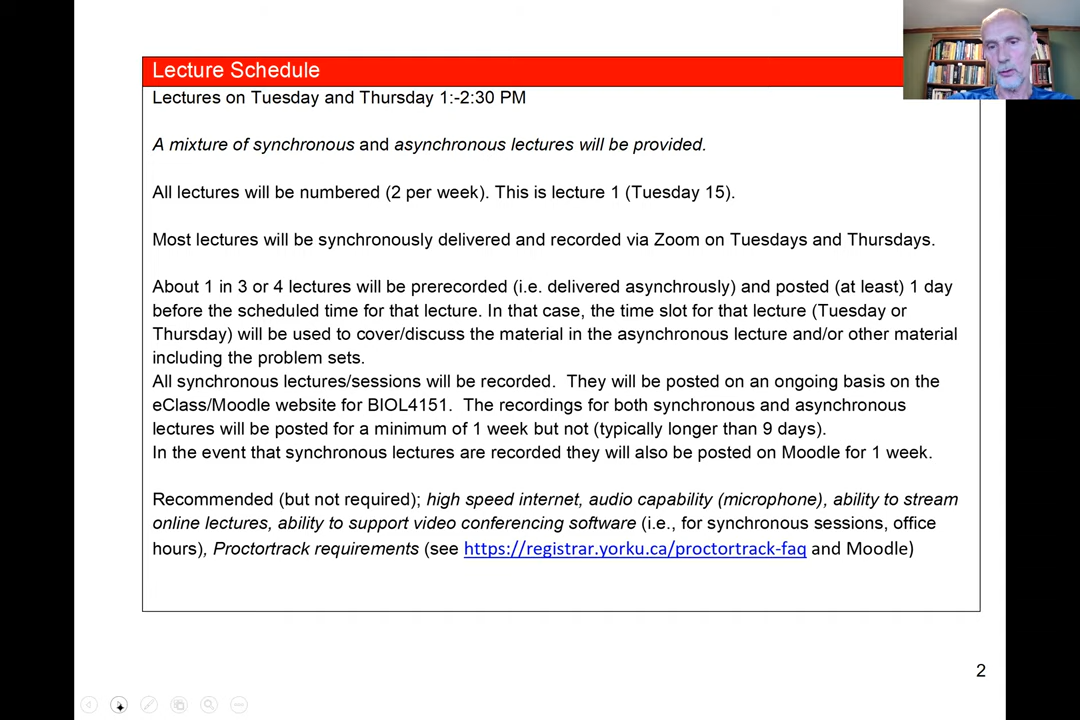 Lecture Schedule
Lectures on Tuesday and Thursday 1:-2:30 PM
A mixture of synchronous and asynchronous lectures will be provided.
All lectures will be numbered (2 per week). This is lecture 1 (Tuesday 15).
Most lectures will be synchronously delivered and recorded via Zoom on Tuesdays and Thursdays.
About 1 in 3 or 4 lectures will be prerecorded (i.e. delivered asynchrously) and posted (at least) 1 day
before the scheduled time for that lecture. In that case, the time slot for that lecture (Tuesday or
Thursday) will be used to cover/discuss the material in the asynchronous lecture and/or other material
including the problem sets.
All synchronous lectures/sessions will be recorded.  They will be posted on an ongoing basis on the
eClass/Moodle website for BIOL4151.  The recordings for both synchronous and asynchronous
lectures will be posted for a minimum of 1 week but not (typically longer than 9 days).
In the event that synchronous lectures are recorded they will also be posted on Moodle for 1 week.
Recommended (but not required); high speed internet, audio capability (microphone), ability to stream
online lectures, ability to support video conferencing software (i.e., for synchronous sessions, office
hours), Proctortrack requirements (see https://registrar.yorku.ca/proctortrack-faq and Moodle)
2